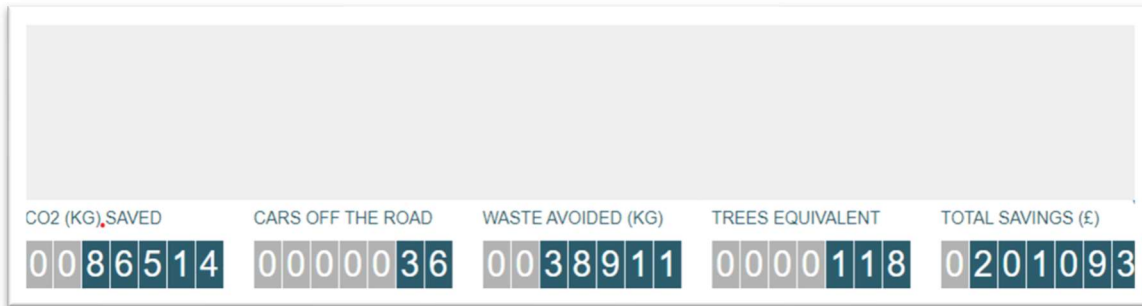 CO2 (KG) SAVED CARS OFF THE ROAD WASTE AVOIDED (KG) TREES EQUIVALENT TOTAL SAVINGS (£)
0086514 0000036 0038911 0000118 0201093